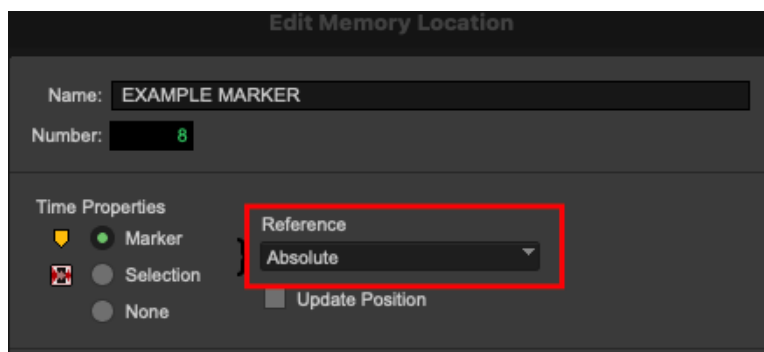 Edit Memory Location
Name: EXAMPLE MARKER
Number: 8
Time Properties
Marker
Selection
None
Reference
Absolute
Update Position